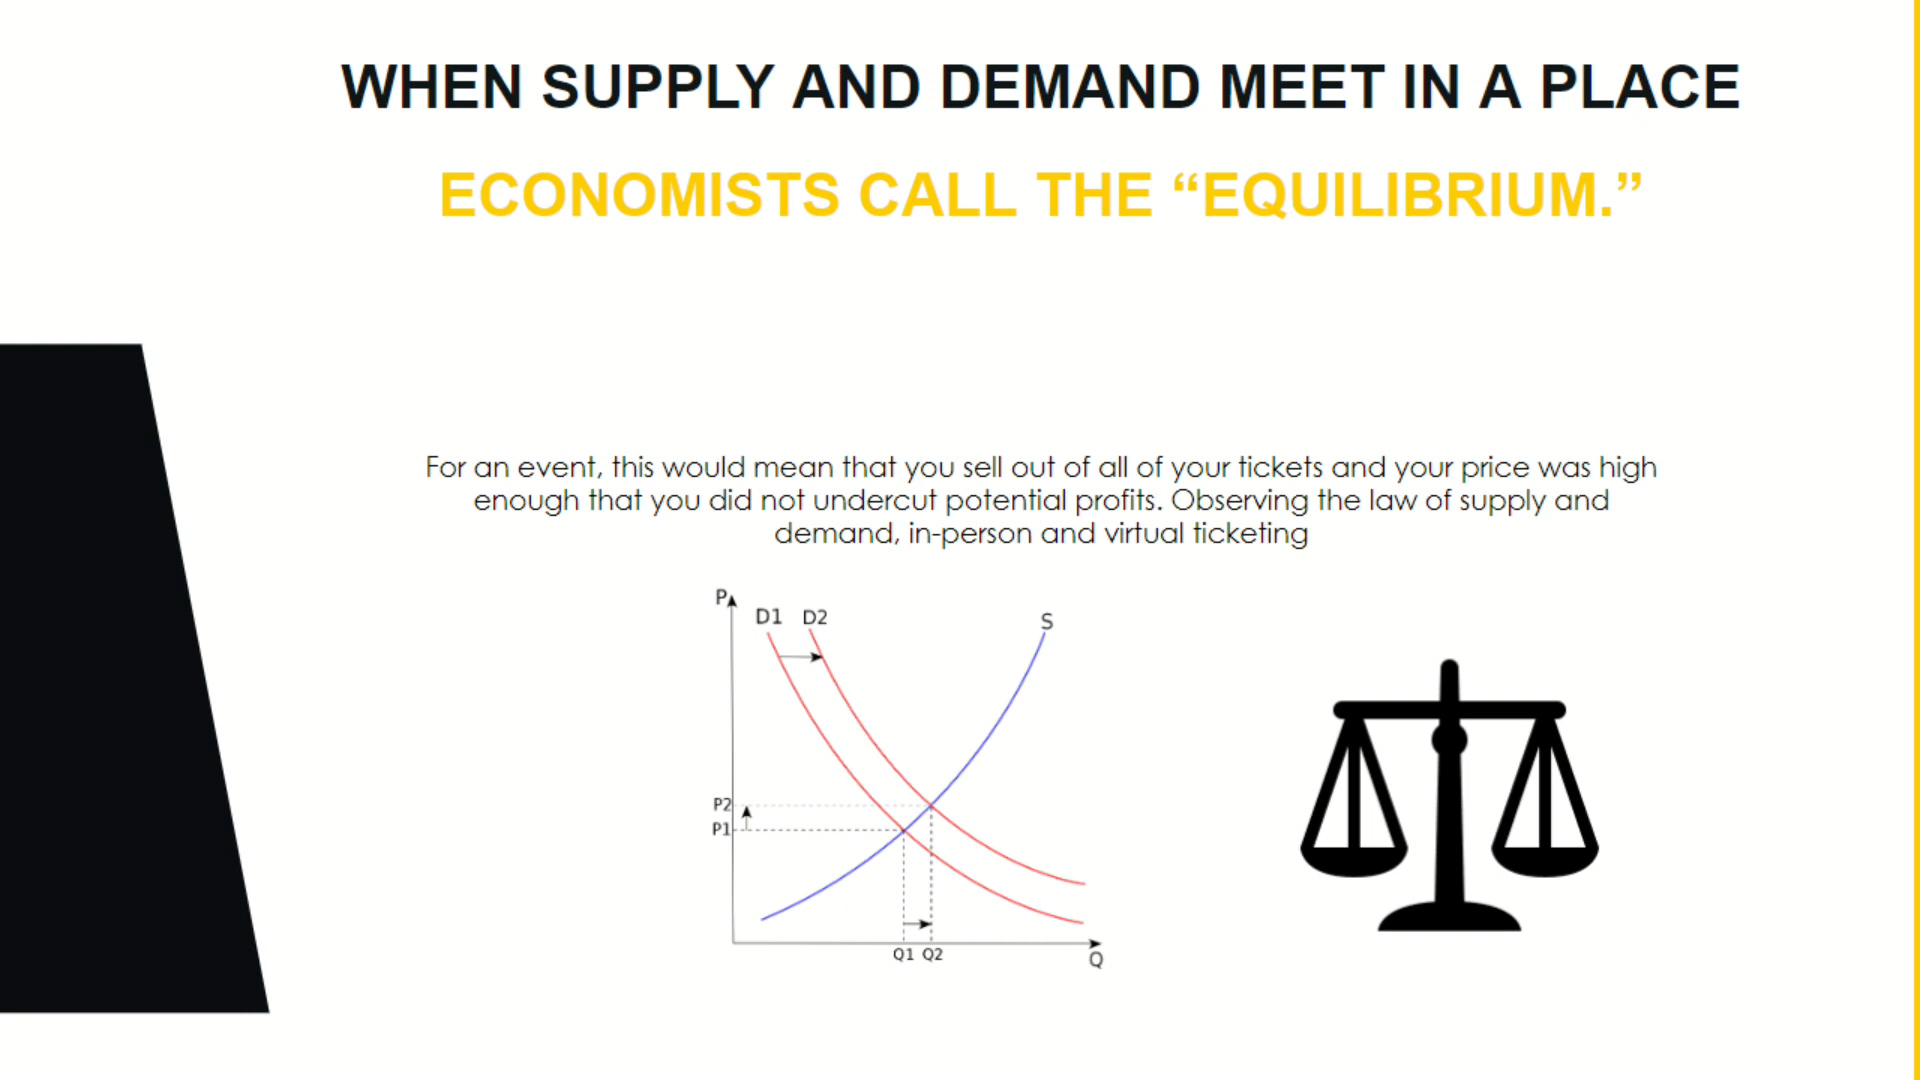 WHEN SUPPLY AND DEMAND MEET IN A PLACE
ECONOMISTS CALL THE “EQUILIBRIUM.”
For an event, this would mean that you sell out of all of your tickets and your price was high
enough that you did not undercut potential profits. Observing the law of supply and
demand, in-person and virtual ticketing
P
D1 D2
S
P2
P1
Q1 Q2
Q